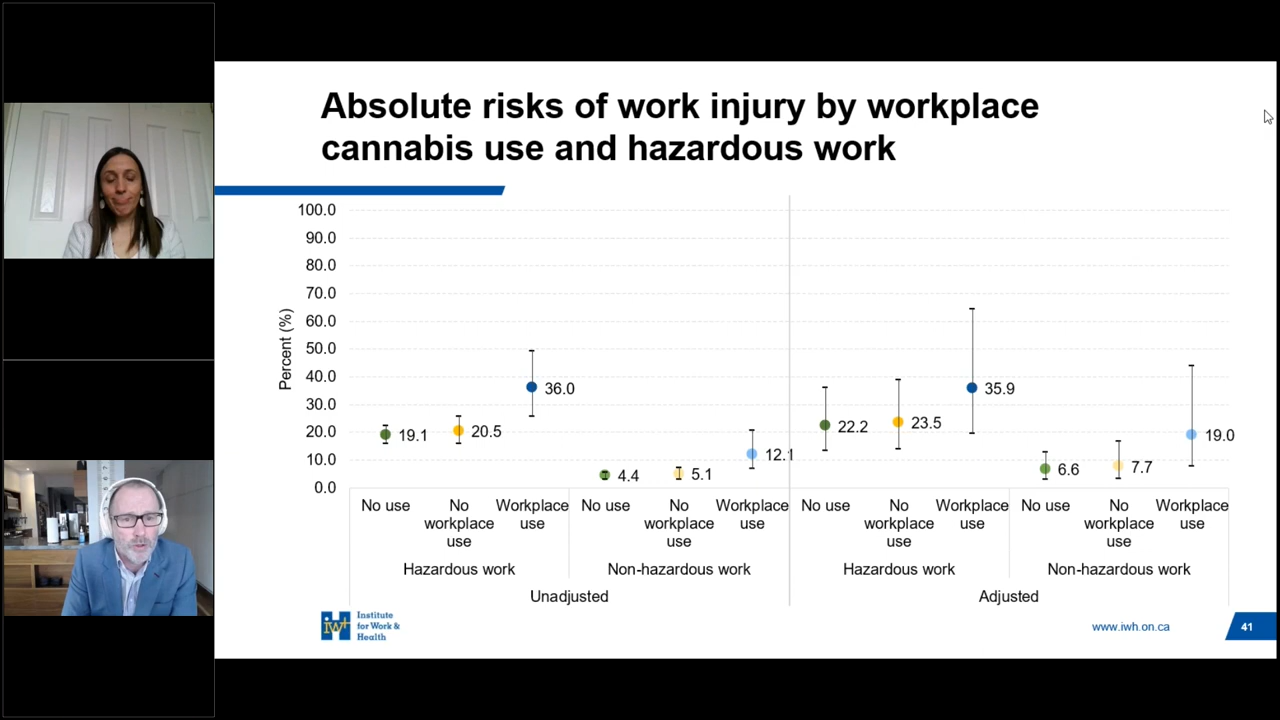 Absolute risks of work injury by workplace
cannabis use and hazardous work
100.0
90.0
80.0
70.0
60.0
50.0
40.0
30.0
20.0
10.0
0.0
Percent (%)
19.1
20.5
36.0
4.4
5.1
12.1
22.2
23.5
35.9
6.6
7.7
19.0
No use
No
workplace
use
Workplace
use
No use
No
workplace
use
Workplace
use
No use
No
workplace
use
Workplace
use
No use
No
workplace
use
Workplace
use
Hazardous work
Non-hazardous work
Hazardous work
Non-hazardous work
Unadjusted
Adjusted
iw+
Institute
for Work &
Health
www.iwh.on.ca
41